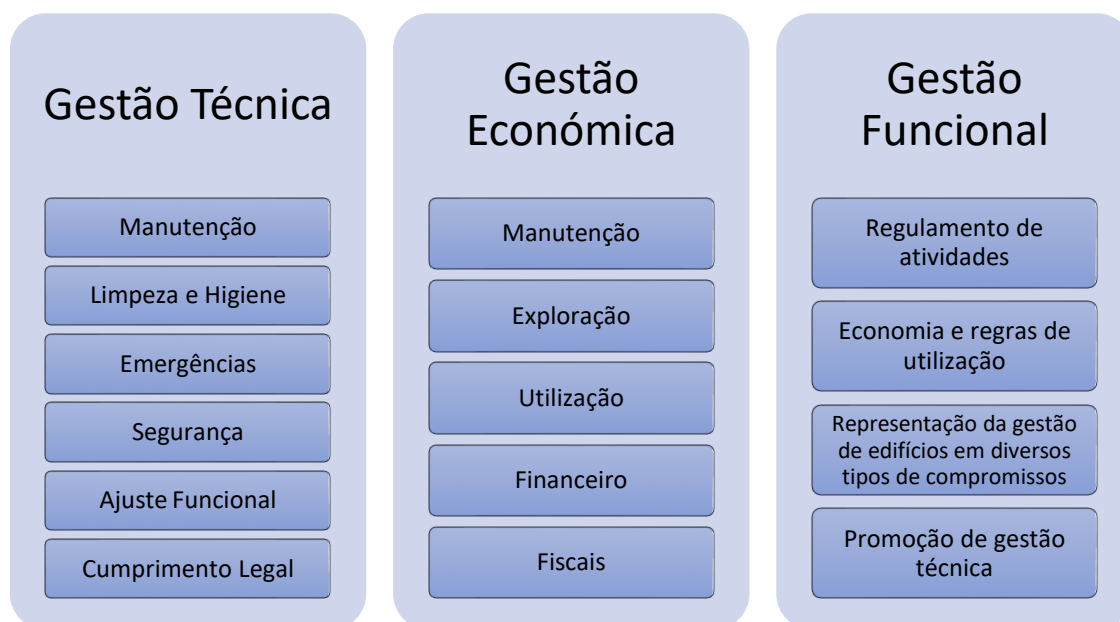 Gestão Técnica
Manutenção
Limpeza e Higiene
Emergências
Segurança
Ajuste Funcional
Cumprimento Legal
Gestão
Económica
Manutenção
Exploração
Utilização
Financeiro
Fiscais
Gestão
Funcional
Regulamento de
atividades
Economia e regras de
utilização
Representação da gestão
de edifícios em diversos
tipos de compromissos
Promoção de gestão
técnica